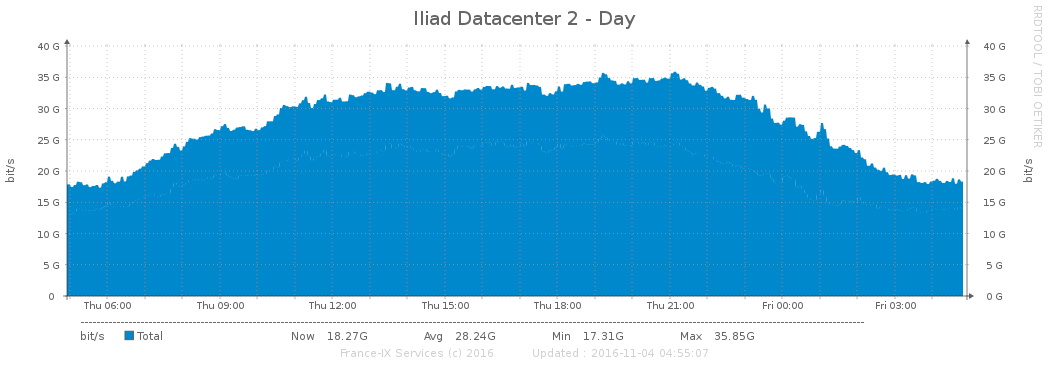 Iliad Datacenter 2 - Day
RRDTOOL / TOBI OETIKER
40 G 40 G
35 G 35 G
30 G 30 G
25 G 25 G
20 G 20 G
15 G 15 G
10 G 10 G
5 G 5 G
0 0 G
bit/s bit/s
Thu 06:00 Thu 09:00 Thu 12:00 Thu 15:00 Thu 18:00 Thu 21:00 Fri 00:00 Fri 03:00
bit/s Total Now 18.27G Avg 28.24G Min 17.31G Max 35.85G
France-IX Services (c) 2016 Updated : 2016-11-04 04:55:07